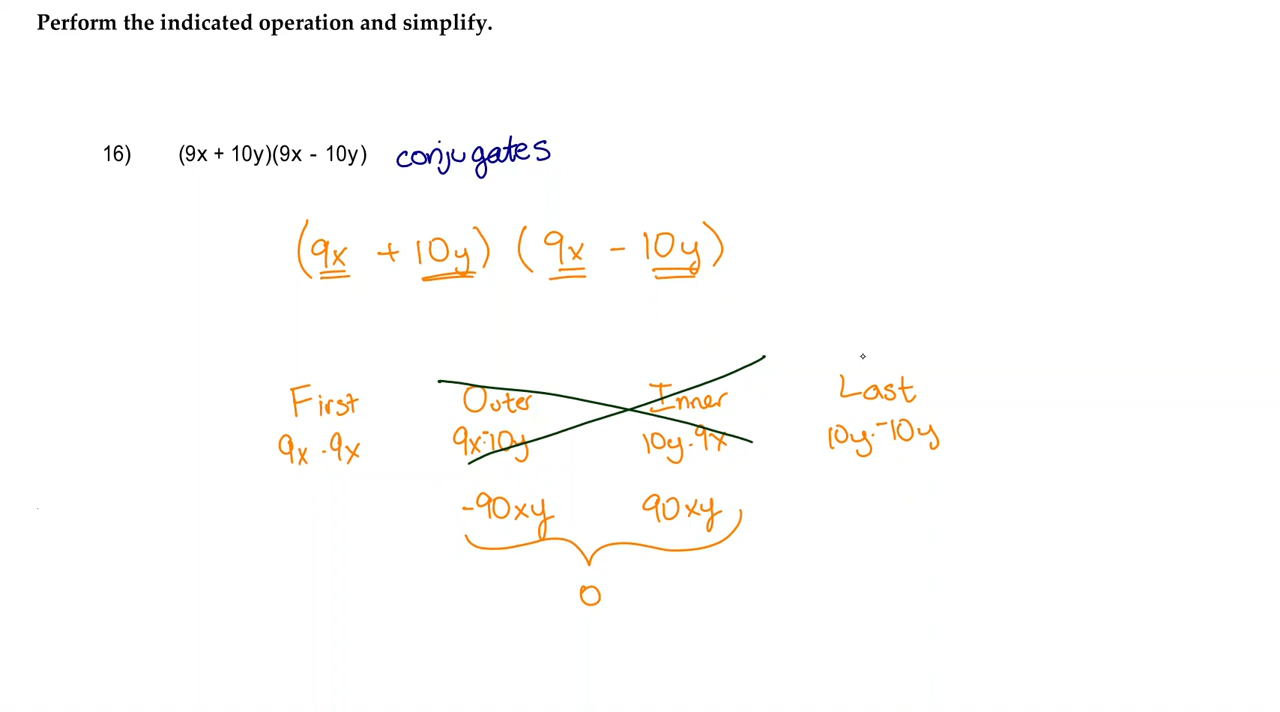 Perform the indicated operation and simplify.
16) (9x + 10y)(9x - 10y) conjugates
(9x + 10y) (9x - 10y)
First Outer Inner Last
9x · 9x 9x · -10y 10y · 9x 10y · -10y
-90xy 90xy
0